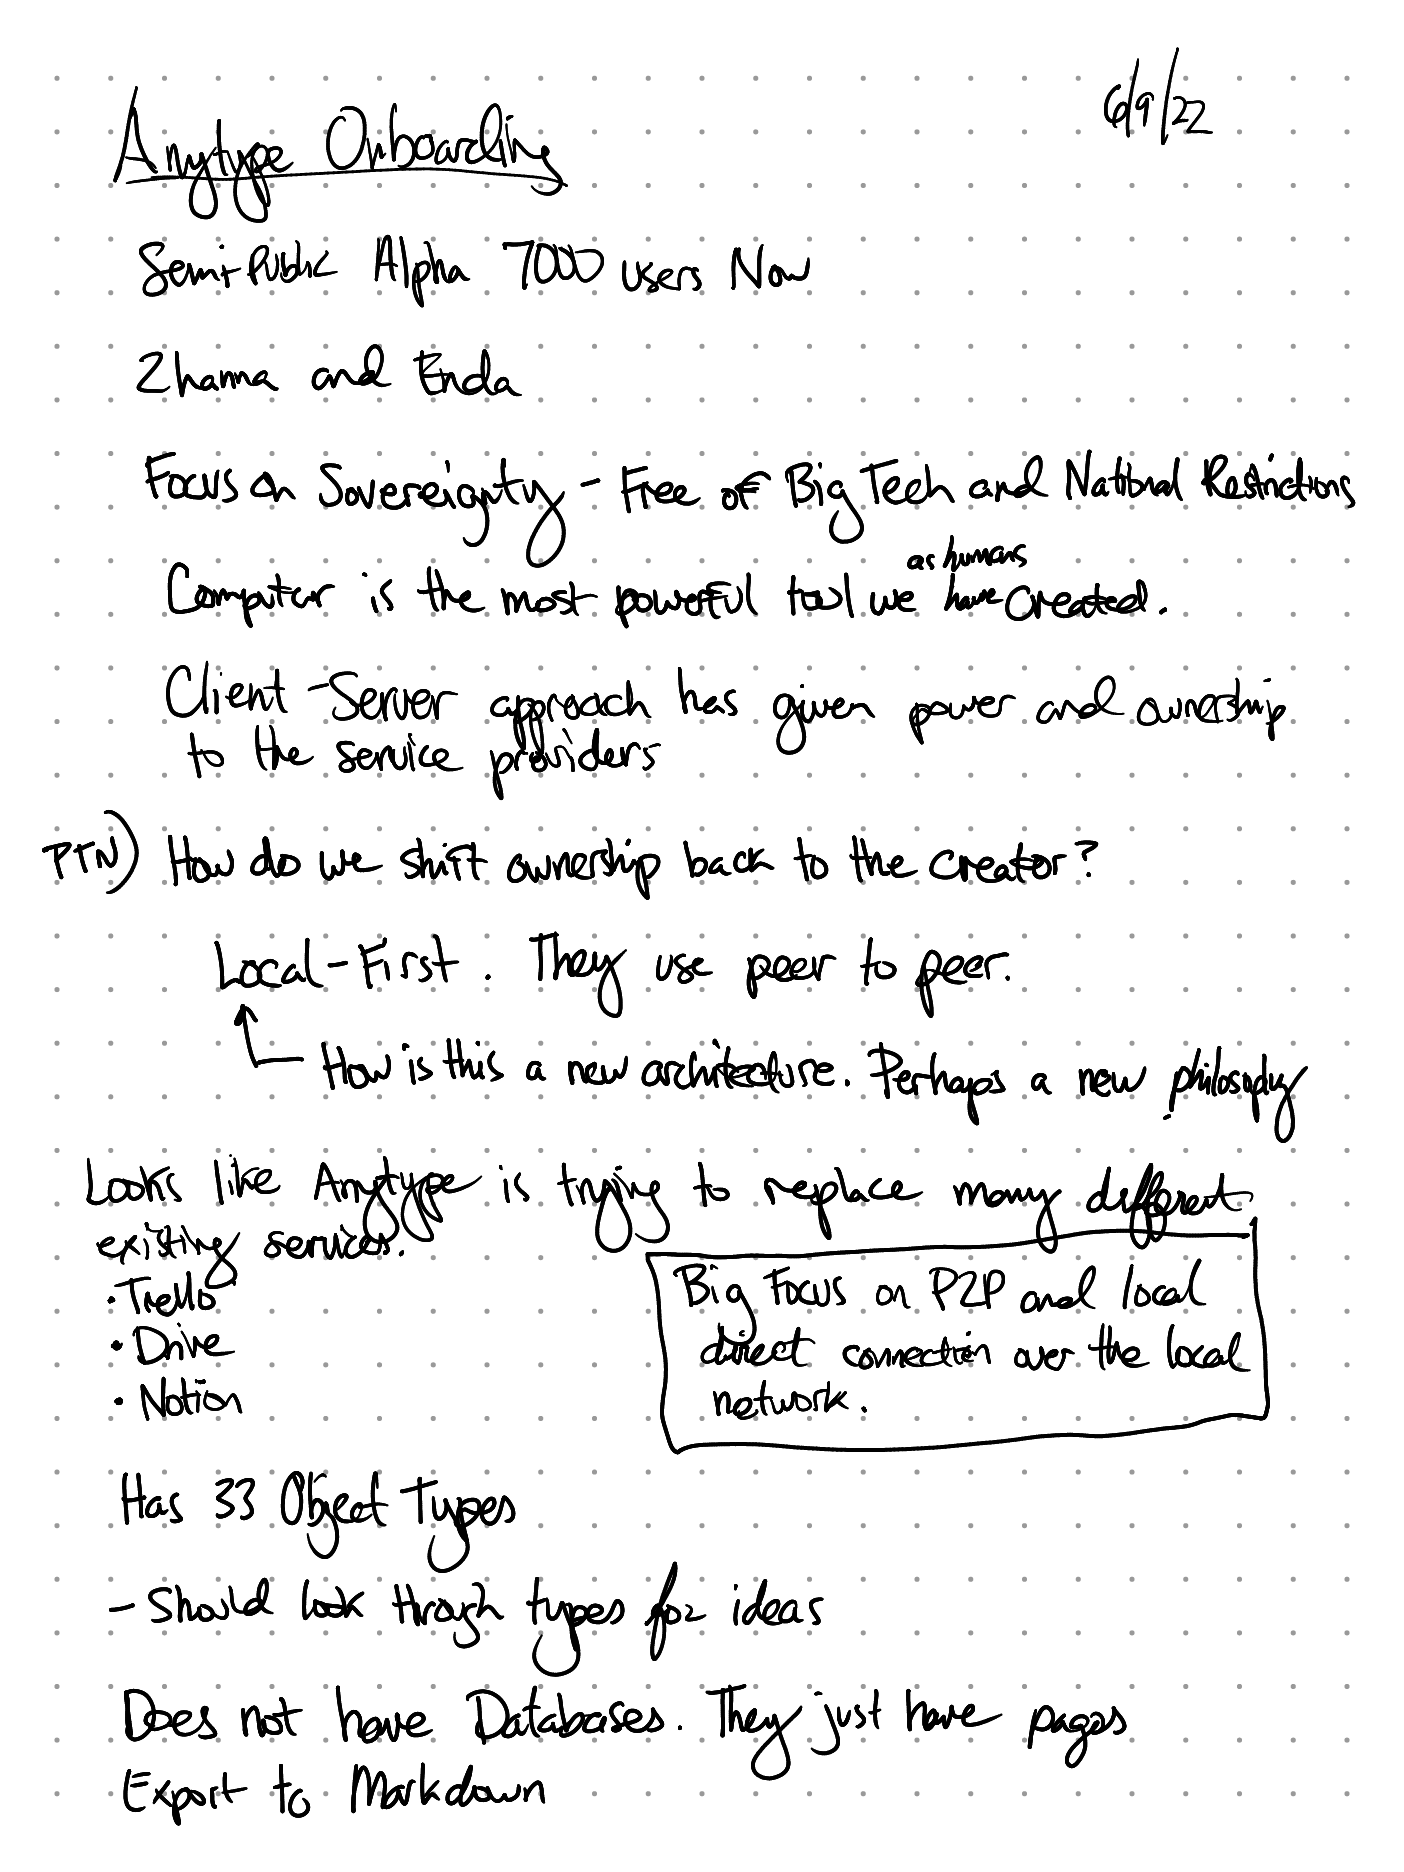 6/9/22
Anytype Onboarding
Semi-Public Alpha 7000 users Now
Zhanna and Enda
Focus on Sovereignty - Free of Big Tech and National Restrictions
as humans
Computer is the most powerful tool we have created.
Client-Server approach has given power and ownership
to the service providers
PTN) How do we shift ownership back to the creator?
Local-First. They use peer to peer.
How is this a new architecture. Perhaps a new philosophy
Looks like Anytype is trying to replace many different
existing services.
• Trello
• Drive
• Notion
Big Focus on P2P and local
direct connection over the local
network.
Has 33 Object Types
- Should look through types for ideas
Does not have Databases. They just have pages
Export to Markdown